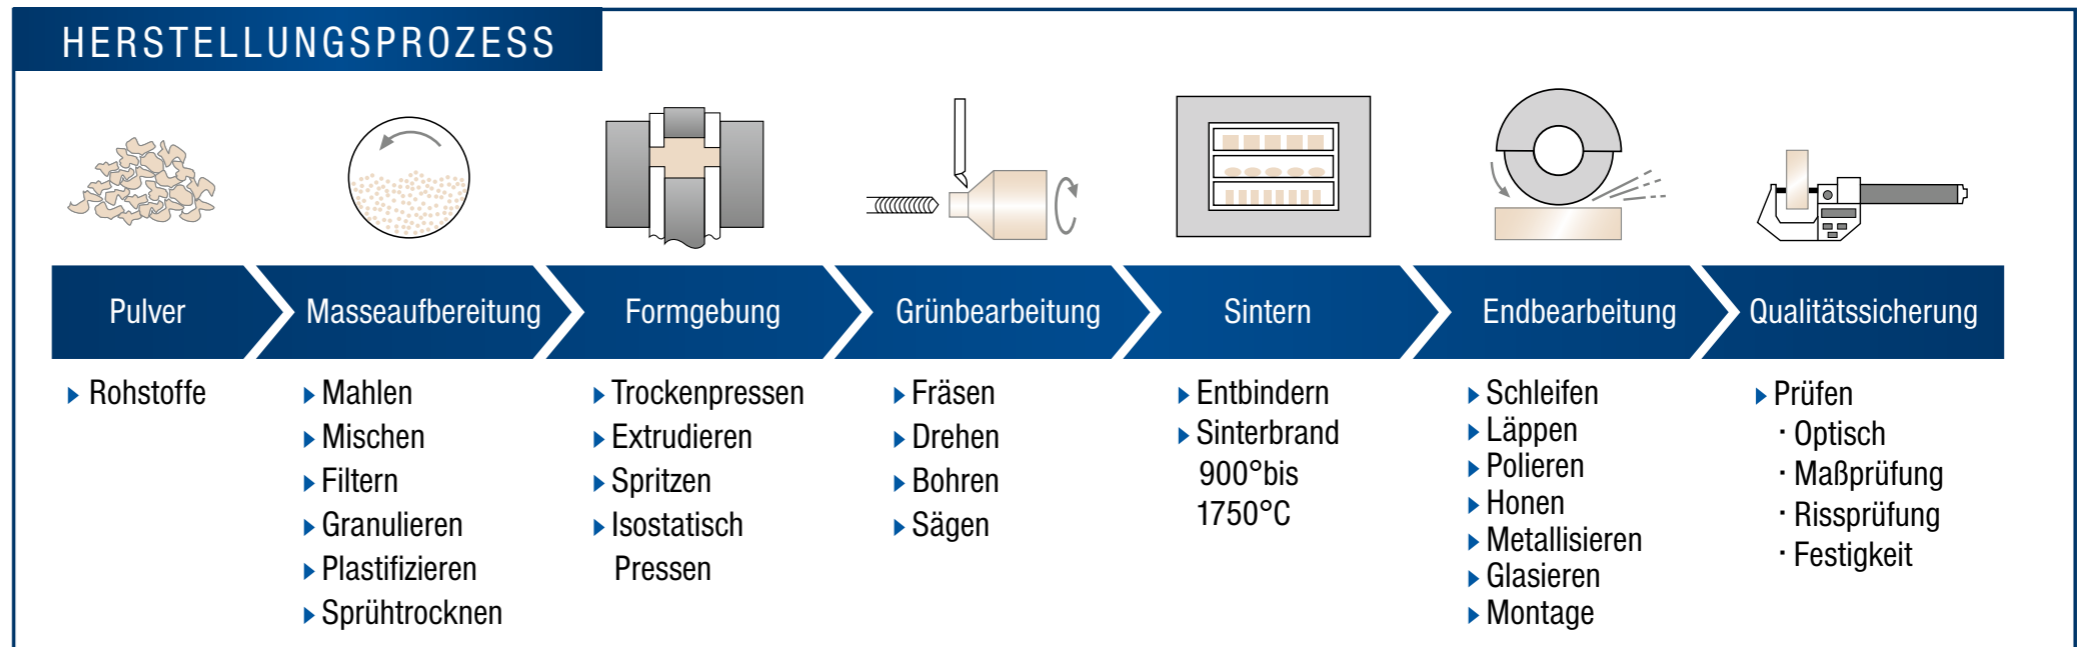 HERSTELLUNGSPROZESS
Pulver
Masseaufbereitung
Formgebung
Grünbearbeitung
Sintern
Endbearbeitung
Qualitätssicherung
Rohstoffe
Mahlen
Mischen
Filtern
Granulieren
Plastifizieren
Sprühtrocknen
Trockenpressen
Extrudieren
Spritzen
Isostatisch
Pressen
Fräsen
Drehen
Bohren
Sägen
Entbindern
Sinterbrand
900°bis
1750°C
Schleifen
Läppen
Polieren
Honen
Metallisieren
Glasieren
Montage
Prüfen
· Optisch
· Maßprüfung
· Rissprüfung
· Festigkeit